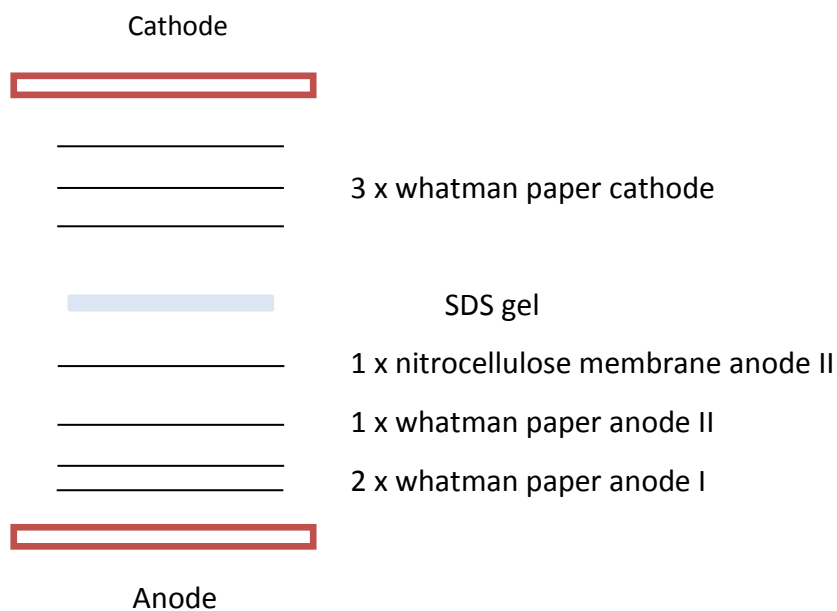 Cathode
3 x whatman paper cathode
SDS gel
1 x nitrocellulose membrane anode II
1 x whatman paper anode II
2 x whatman paper anode I
Anode